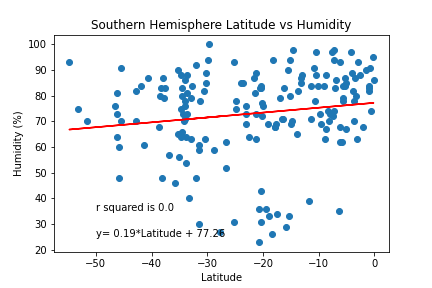 Southern Hemisphere Latitude vs Humidity
100
90
80
70
60
50
40
30
20
Humidity (%)
r squared is 0.0
y= 0.19*Latitude + 77.26
−50 −40 −30 −20 −10 0
Latitude